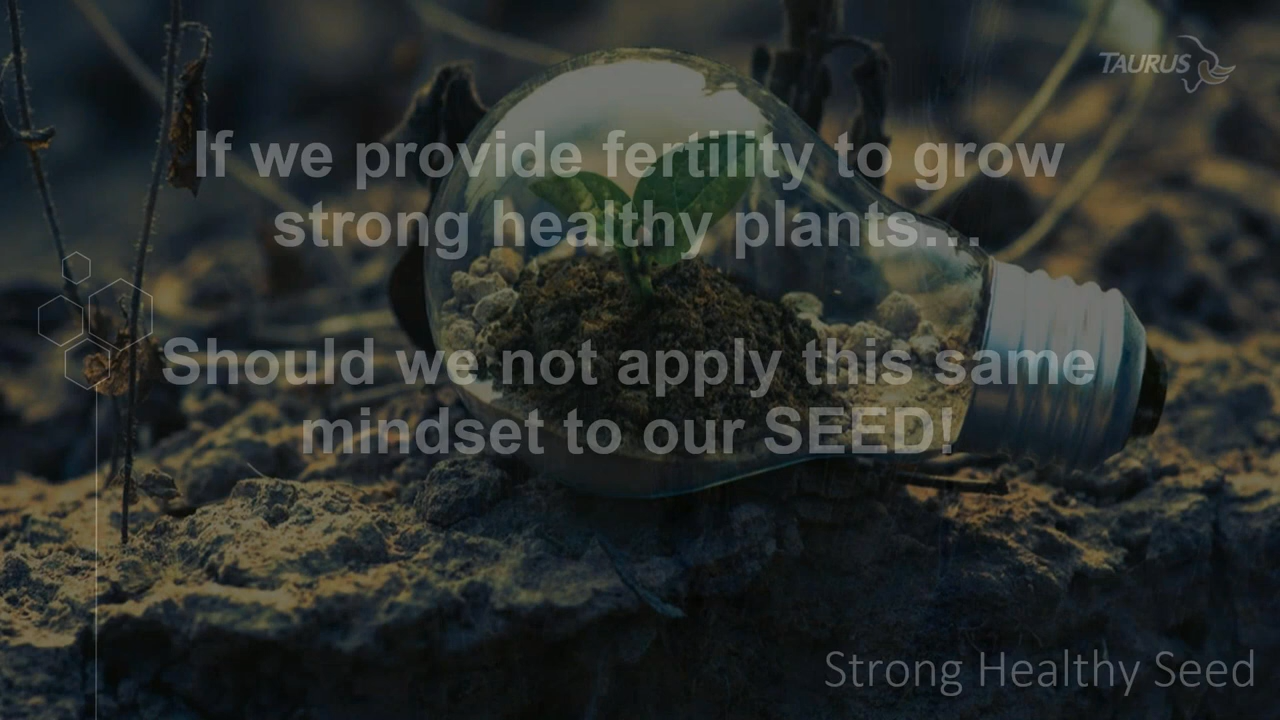 TAURUS
If we provide fertility to grow
strong healthy plants...
Should we not apply this same
mindset to our SEED!
Strong Healthy Seed